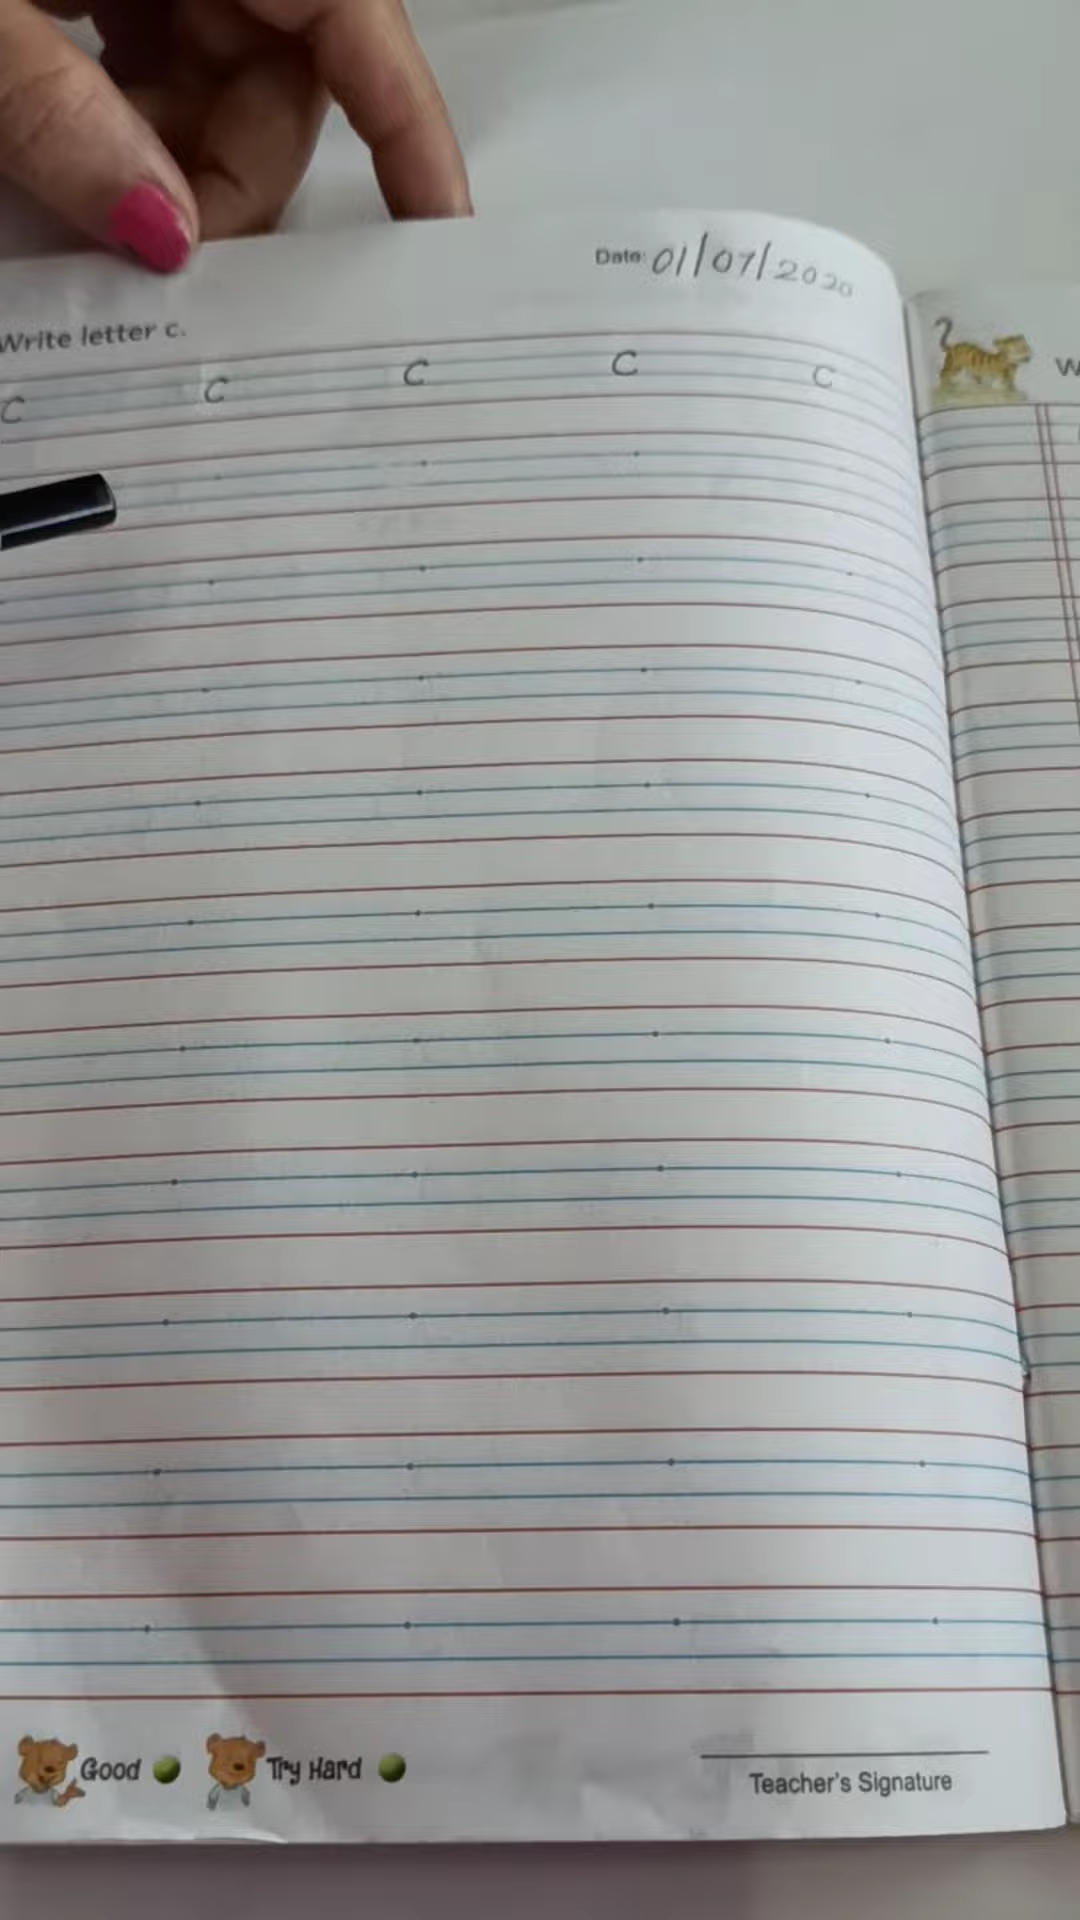 Date: 01/07/2020
Write letter c.
c c c c c
Good Try Hard
Teacher's Signature